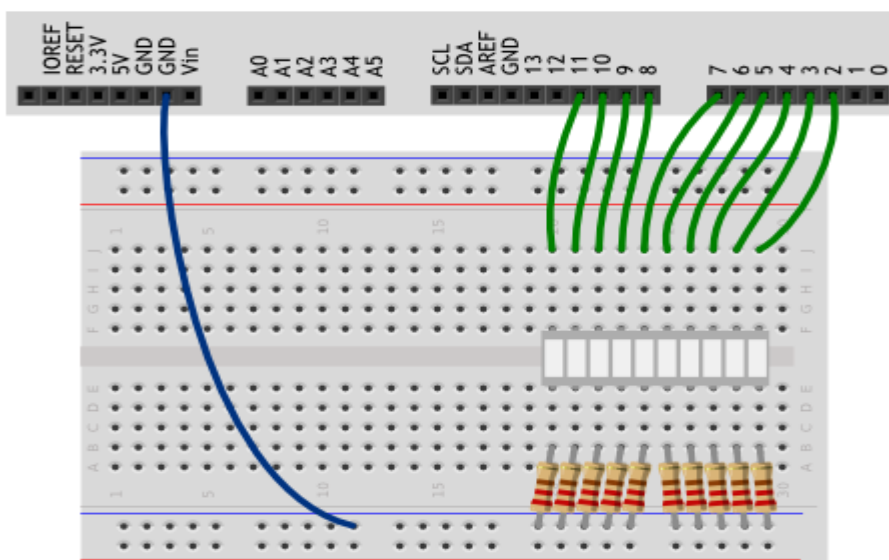 IOREF RESET 3.3V 5V GND GND Vin A0 A1 A2 A3 A4 A5 SCL SDA AREF GND 13 12 11 10 9 8 7 6 5 4 3 2 1 0
1 5 10 15
J J
I I
H H
G G
F F
E E
D D
C C
B B
A A
1 5 10 15 30